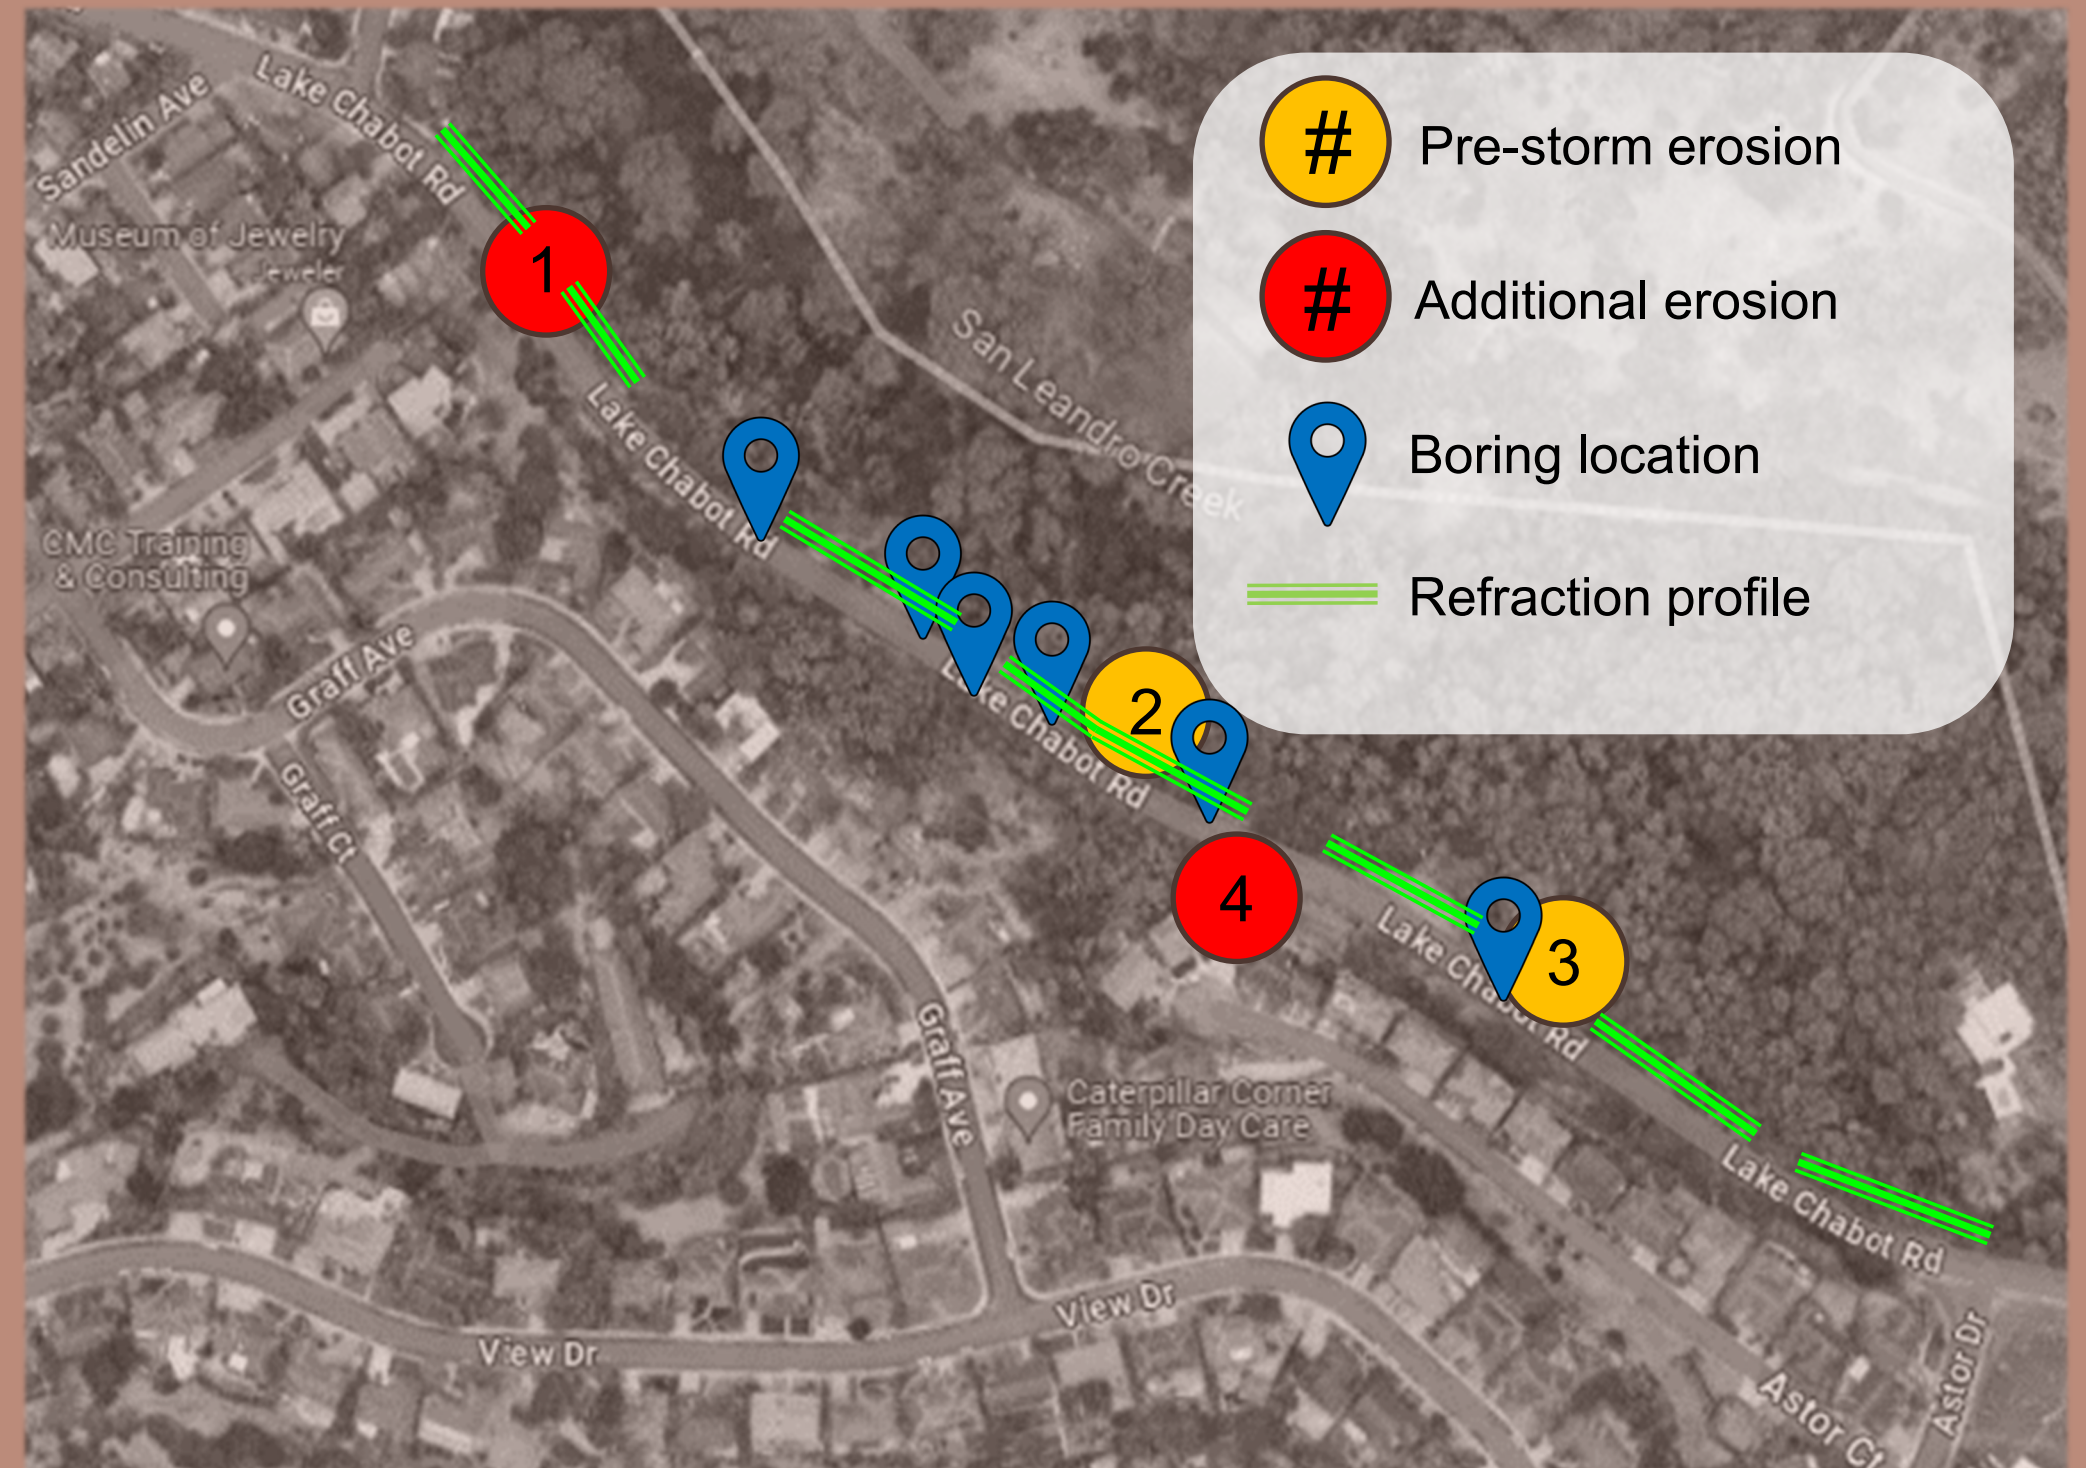 Lake Chabot Rd
Sandelin Ave
Museum of Jewelry
Jeweler
#
Pre-storm erosion
#
Additional erosion
Boring location
Refraction profile
1
San Leandro Creek
Lake Chabot Rd
CMC Training
& Consulting
Graff Ave
Graff Ct
2
Lake Chabot Rd
4
3
Lake Chabot Rd
Graff Ave
Caterpillar Corner
Family Day Care
Lake Chabot Rd
View Dr
View Dr
Astor Dr
Astor Ct